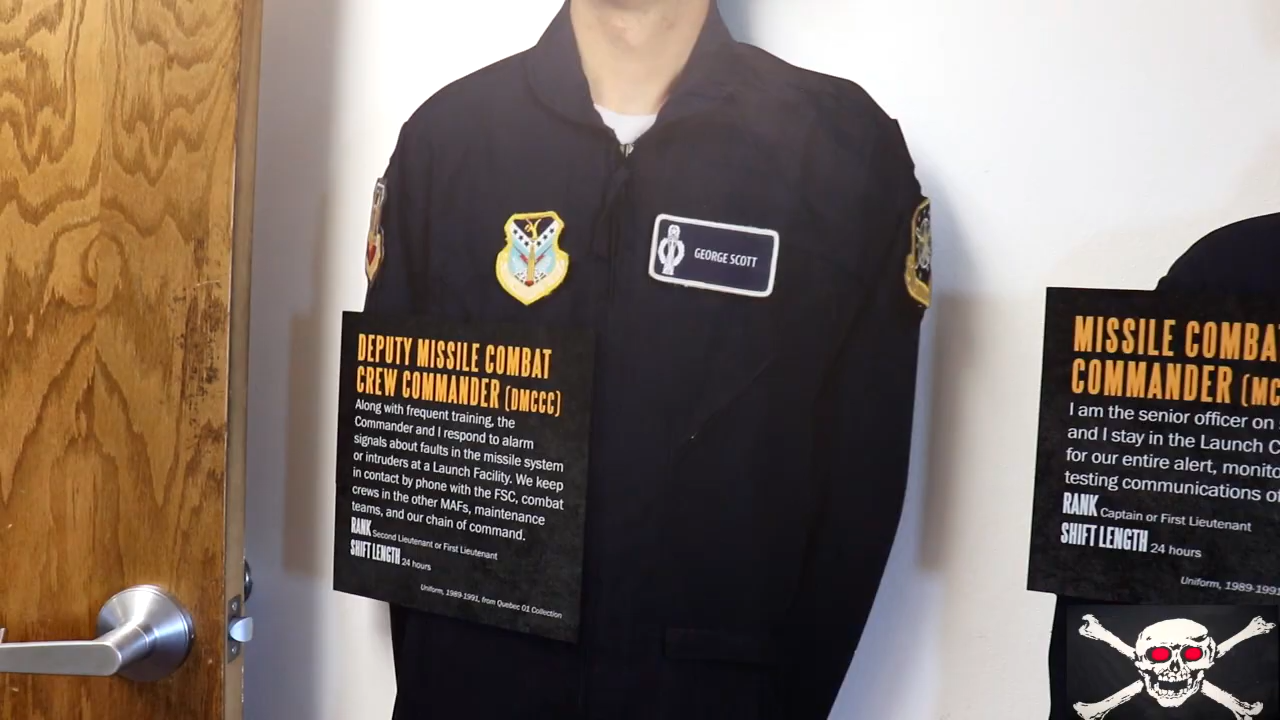 GEORGE SCOTT
DEPUTY MISSILE COMBAT
CREW COMMANDER (DMCCC)
Along with frequent training, the
Commander and I respond to alarm
signals about faults in the missile system
or intruders at a Launch Facility. We keep
in contact by phone with the FSC, combat
crews in the other MAFs, maintenance
teams, and our chain of command.
RANK Second Lieutenant or First Lieutenant
SHIFT LENGTH 24 hours
Uniform, 1989-1991, from Quebec 01 Collection
MISSILE COMBA
COMMANDER (MC
I am the senior officer on
and I stay in the Launch C
for our entire alert, monito
testing communications o
RANK Captain or First Lieutenant
SHIFT LENGTH 24 hours
Uniform, 1989-1991